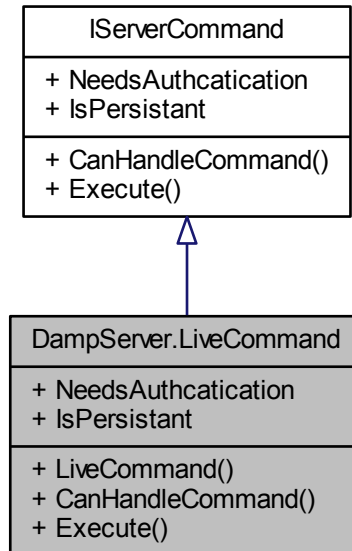 IServerCommand
+ NeedsAuthcatication
+ IsPersistant
+ CanHandleCommand()
+ Execute()
DampServer.LiveCommand
+ NeedsAuthcatication
+ IsPersistant
+ LiveCommand()
+ CanHandleCommand()
+ Execute()